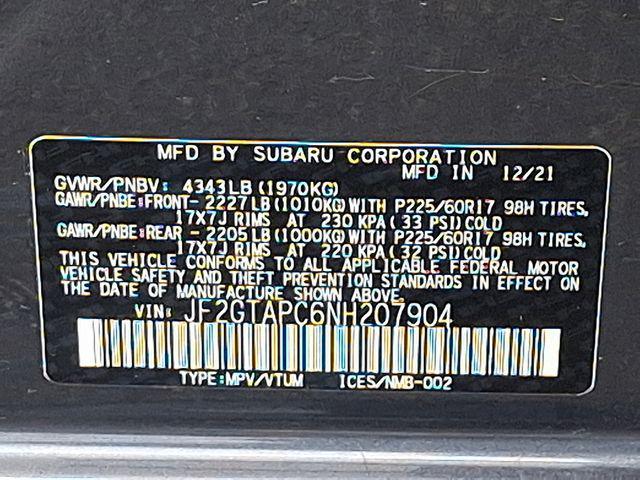 MFD BY SUBARU CORPORATION
MFD IN 12/21
GVWR/PNBV: 4343LB(1970KG)
GAWR/PNBE:FRONT-2227LB(1010KG)WITH P225/60R17 98H TIRES,
17X7J RIMS AT 230 KPA(33 PSI)COLD
GAWR/PNBE:REAR -2205LB(1000KG)WITH P225/60R17 98H TIRES,
17X7J RIMS AT 220 KPA(32 PSI)COLD
THIS VEHICLE CONFORMS TO ALL APPLICABLE FEDERAL MOTOR
VEHICLE SAFETY AND THEFT PREVENTION STANDARDS IN EFFECT ON
THE DATE OF MANUFACTURE SHOWN ABOVE.
VIN: JF2GTAPC6NH207904
TYPE:MPV/VTUM ICES/NMB-002